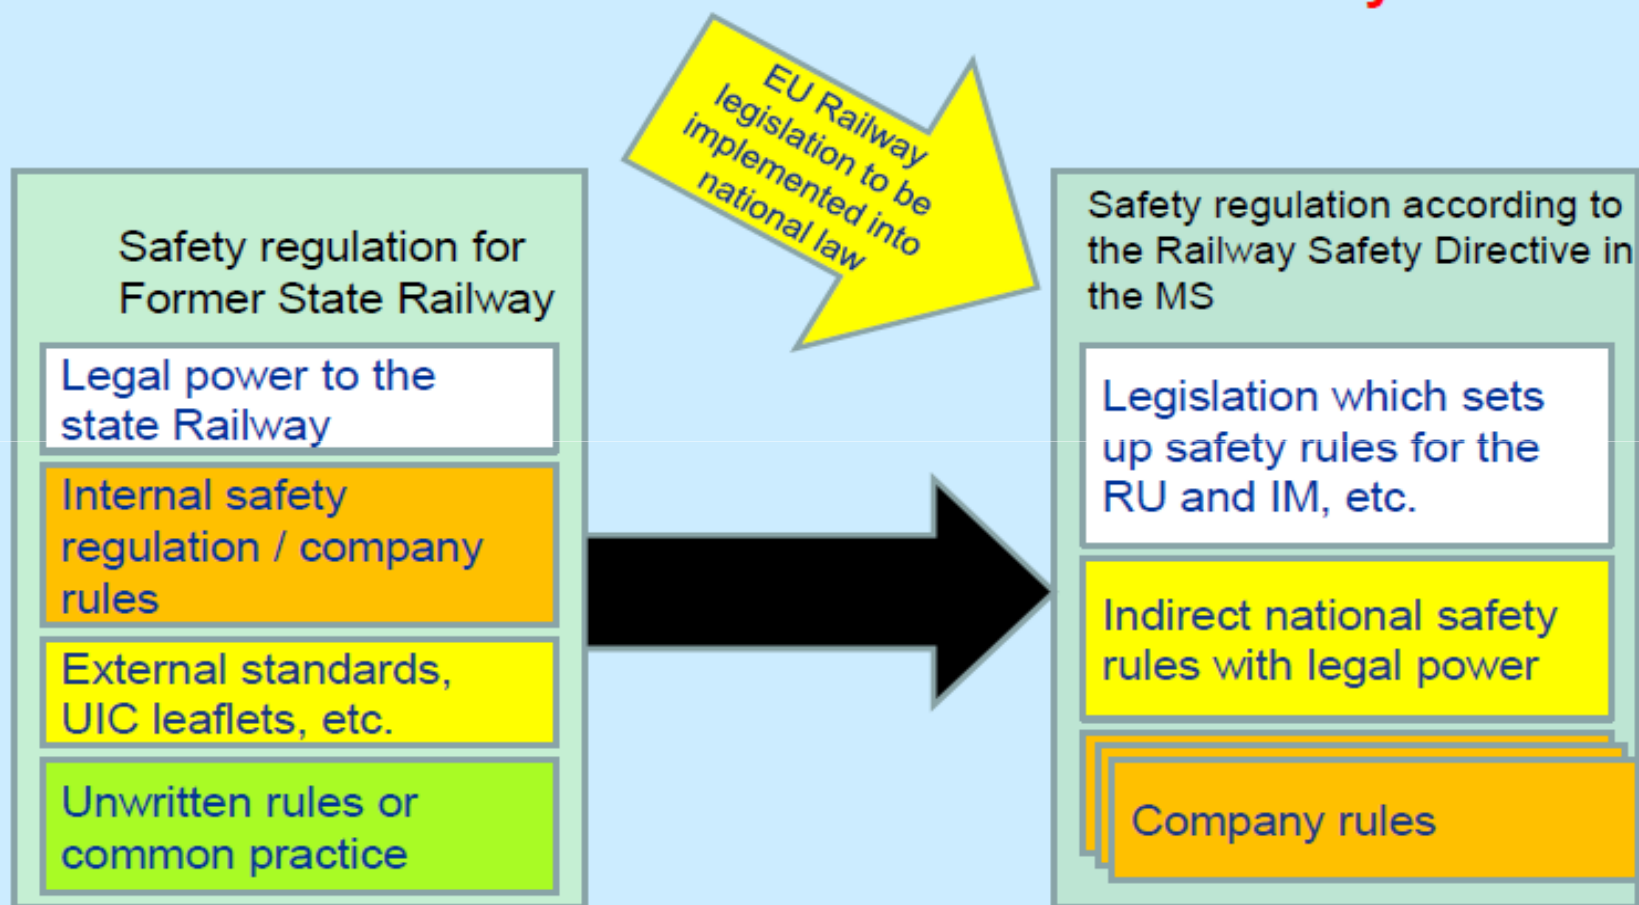 EU Railway
legislation to be
implemented into
national law
Safety regulation for
Former State Railway
Legal power to the
state Railway
Internal safety
regulation / company
rules
External standards,
UIC leaflets, etc.
Unwritten rules or
common practice
Safety regulation according to
the Railway Safety Directive in
the MS
Legislation which sets
up safety rules for the
RU and IM, etc.
Indirect national safety
rules with legal power
Company rules